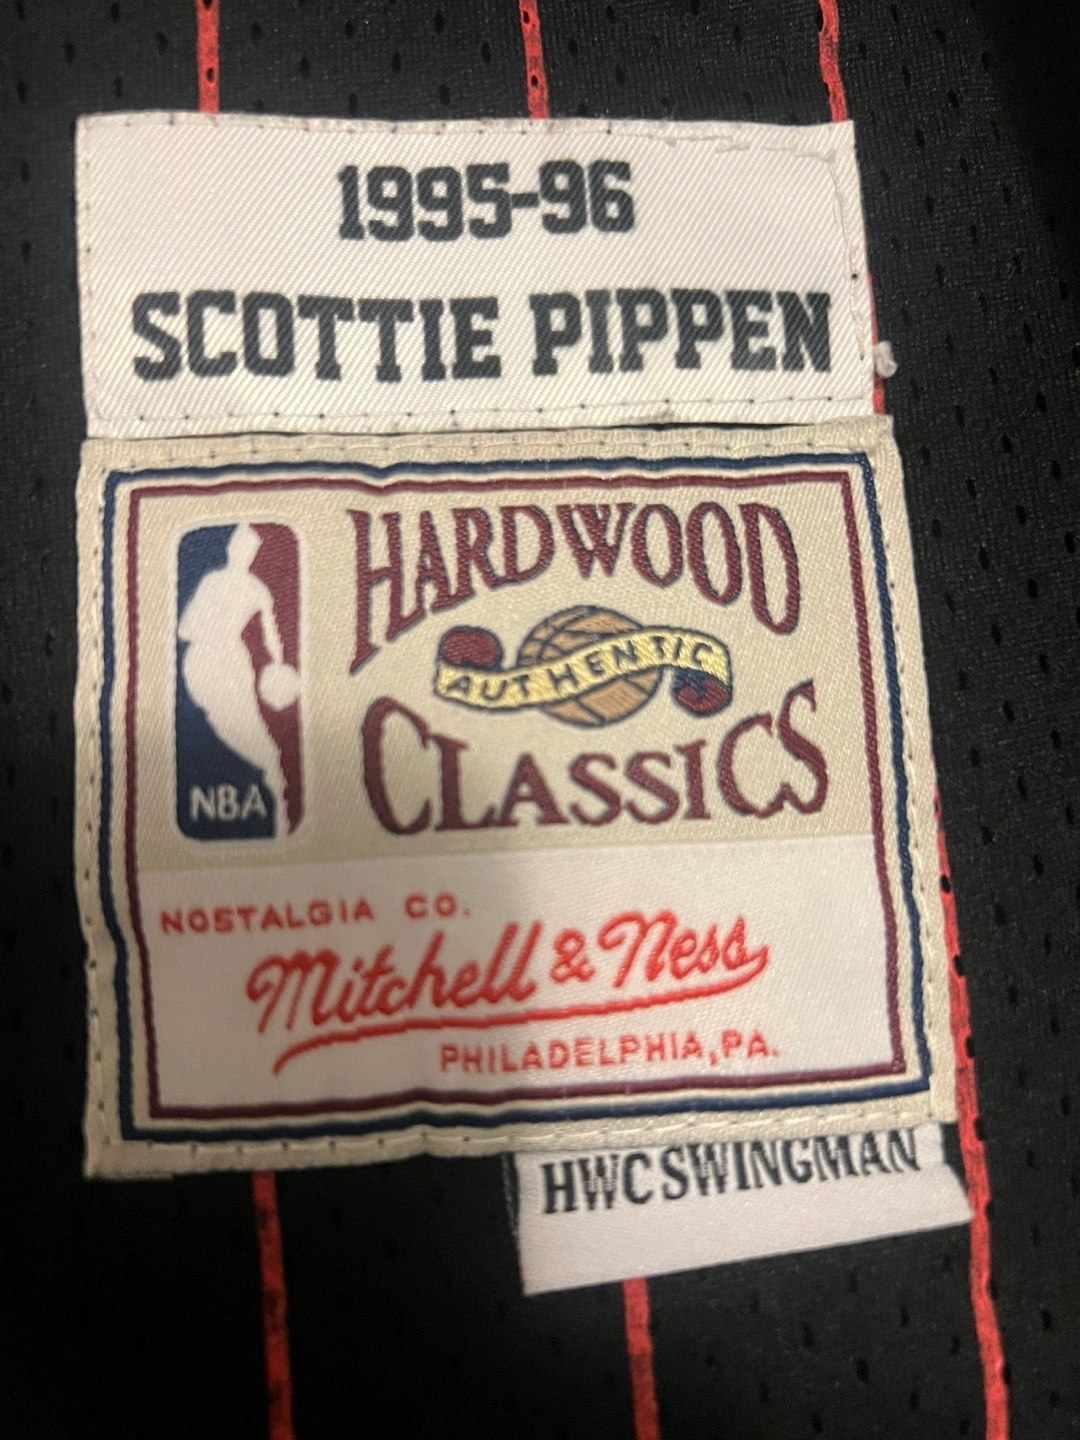 1995-96
SCOTTIE PIPPEN
HARDWOOD
AUTHENTIC
CLASSICS
NBA
NOSTALGIA CO.
Mitchell & Ness
PHILADELPHIA, PA.
HWC SWINGMAN